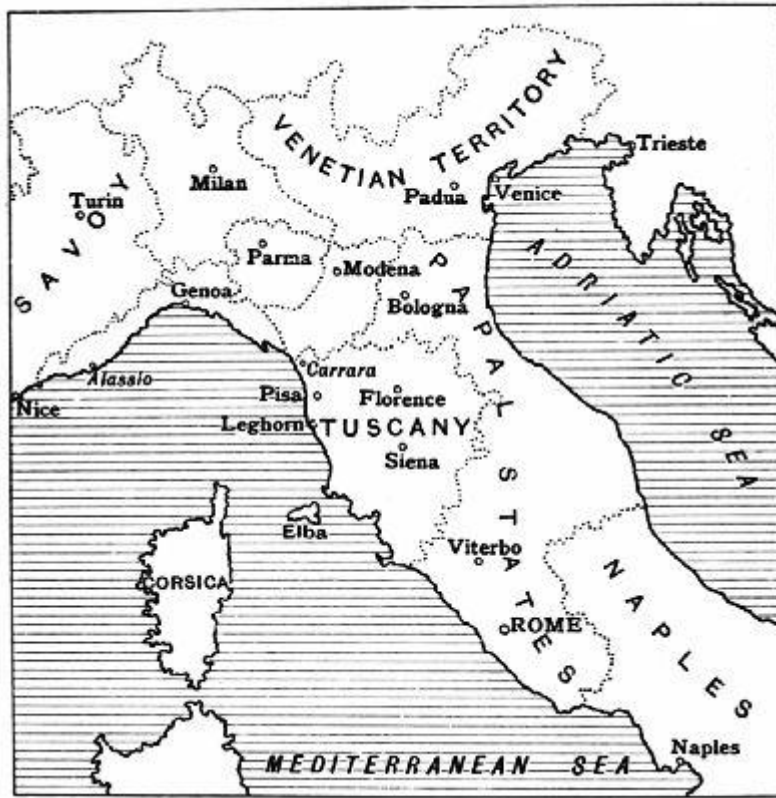 VENETIAN TERRITORY
Trieste
Milan
Padua
Venice
Turin
SAVOY
Parma
Modena
ADRIATIC SEA
Genoa
Bologna
PAPAL STATES
Alassio
Carrara
Nice
Pisa
Florence
Leghorn
TUSCANY
Siena
Elba
Viterbo
CORSICA
NAPLES
ROME
Naples
MEDITERRANEAN SEA